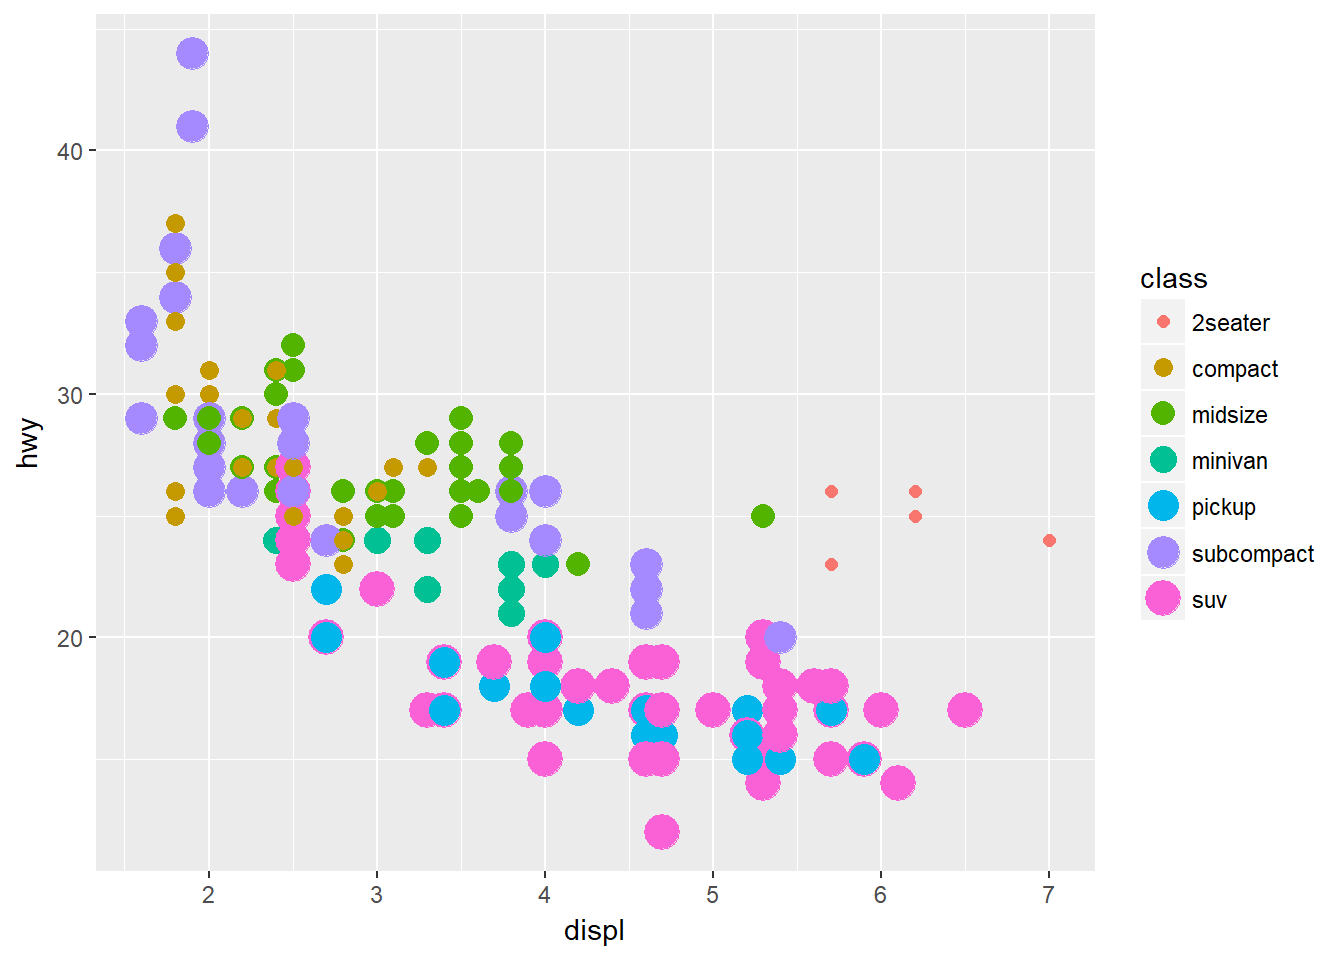 hwy
40
30
20
2
3
4
5
6
7
displ
class
2seater
compact
midsize
minivan
pickup
subcompact
suv